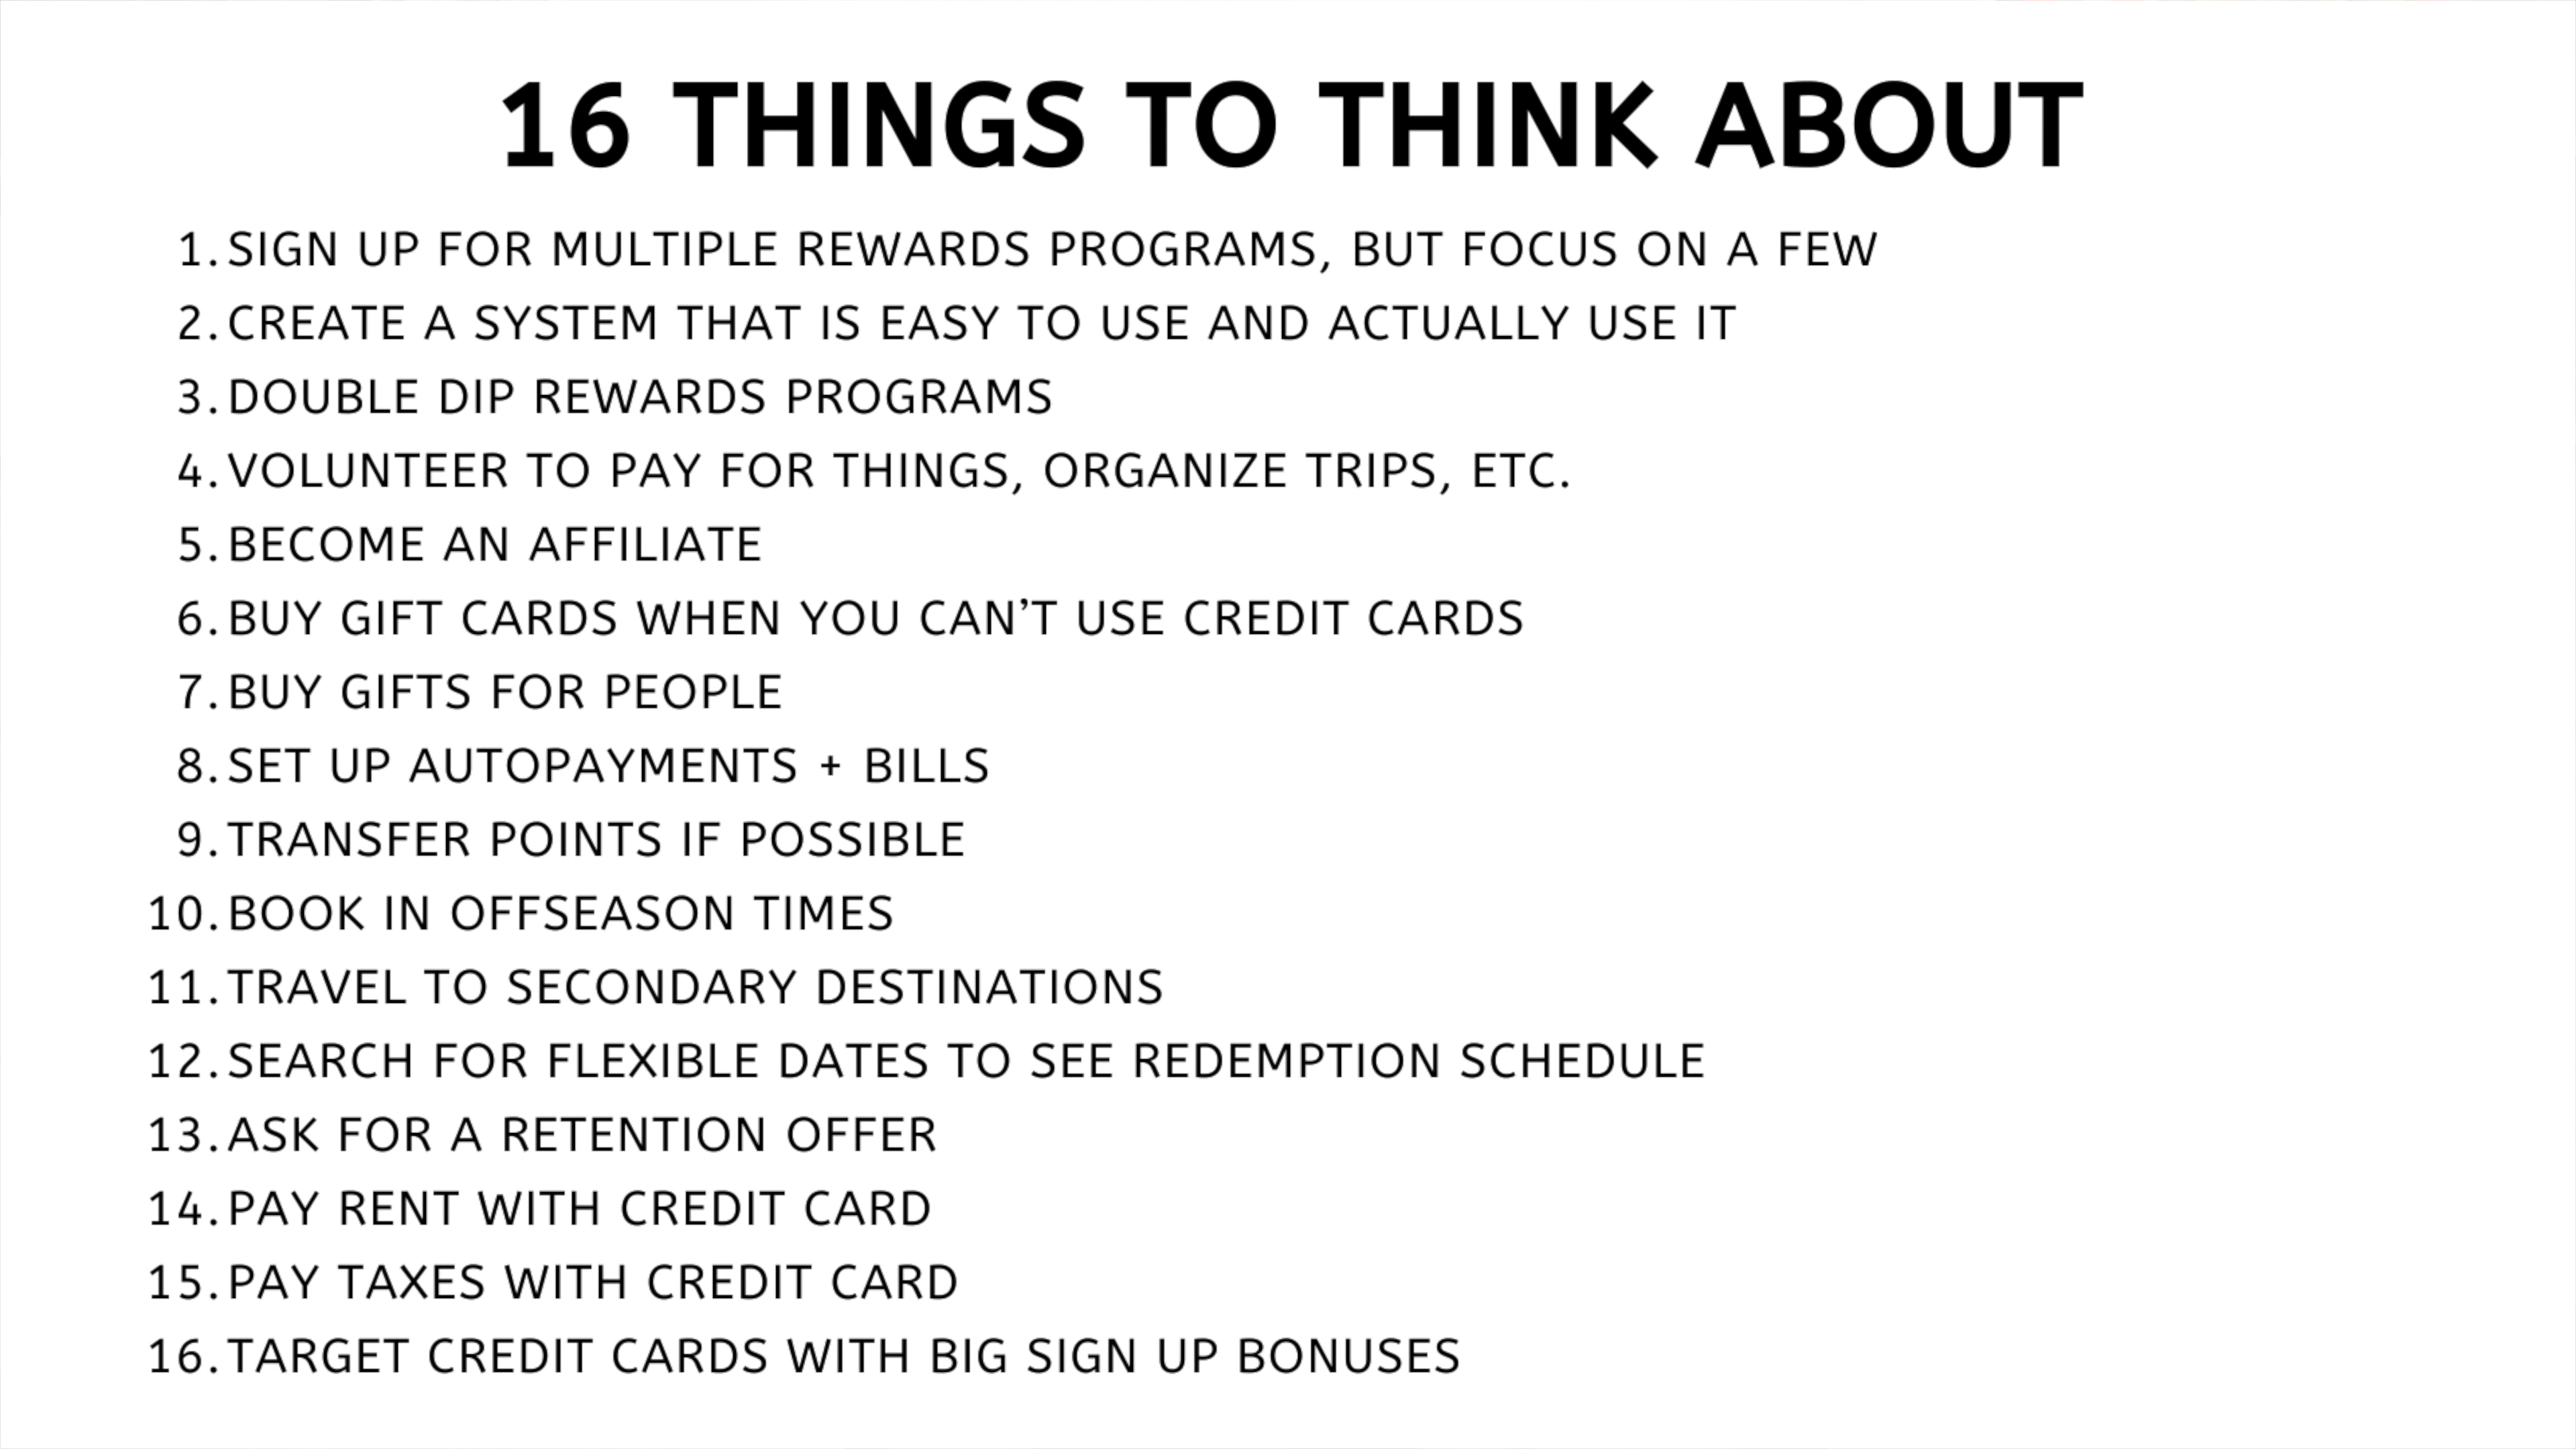 16 THINGS TO THINK ABOUT
1. SIGN UP FOR MULTIPLE REWARDS PROGRAMS, BUT FOCUS ON A FEW
2. CREATE A SYSTEM THAT IS EASY TO USE AND ACTUALLY USE IT
3. DOUBLE DIP REWARDS PROGRAMS
4. VOLUNTEER TO PAY FOR THINGS, ORGANIZE TRIPS, ETC.
5. BECOME AN AFFILIATE
6. BUY GIFT CARDS WHEN YOU CAN’T USE CREDIT CARDS
7. BUY GIFTS FOR PEOPLE
8. SET UP AUTOPAYMENTS + BILLS
9. TRANSFER POINTS IF POSSIBLE
10. BOOK IN OFFSEASON TIMES
11. TRAVEL TO SECONDARY DESTINATIONS
12. SEARCH FOR FLEXIBLE DATES TO SEE REDEMPTION SCHEDULE
13. ASK FOR A RETENTION OFFER
14. PAY RENT WITH CREDIT CARD
15. PAY TAXES WITH CREDIT CARD
16. TARGET CREDIT CARDS WITH BIG SIGN UP BONUSES